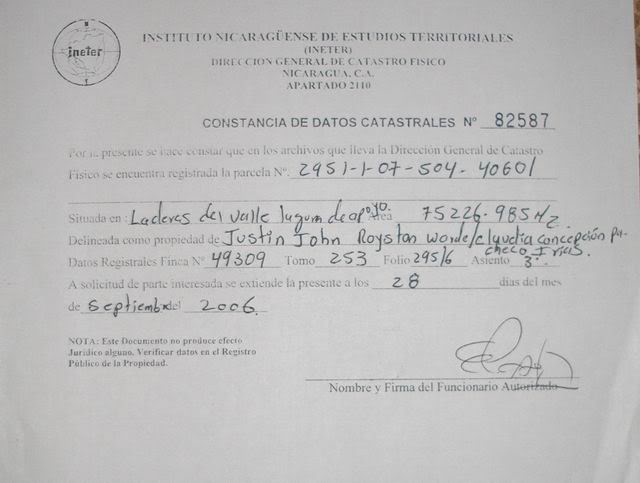 ineter
INSTITUTO NICARAGÜENSE DE ESTUDIOS TERRITORIALES
(INETER)
DIRECCION GENERAL DE CATASTRO FISICO
NICARAGUA, C.A.
APARTADO 2110
CONSTANCIA DE DATOS CATASTRALES Nº 82587
Por la presente se hace constar que en los archivos que lleva la Dirección General de Catastro
Físico se encuentra registrada la parcela Nº. 2951-1-07-504-40601
Situada en : Laderas del valle laguna de apoyo. Area 75226.985 M2.
Delineada como propiedad de Justin John Royston Wonde/claudia concepción pa-
checo Irias.
Datos Registrales Finca Nº 49309 Tomo 253 Folio 295/6 Asiento 3º.
A solicitud de parte interesada se extiende la presente a los 28 días del mes
de septiembre del 2006.
NOTA: Este Documento no produce efecto
Jurídico alguno. Verificar datos en el Registro
Público de la Propiedad.
Nombre y Firma del Funcionario Autorizado